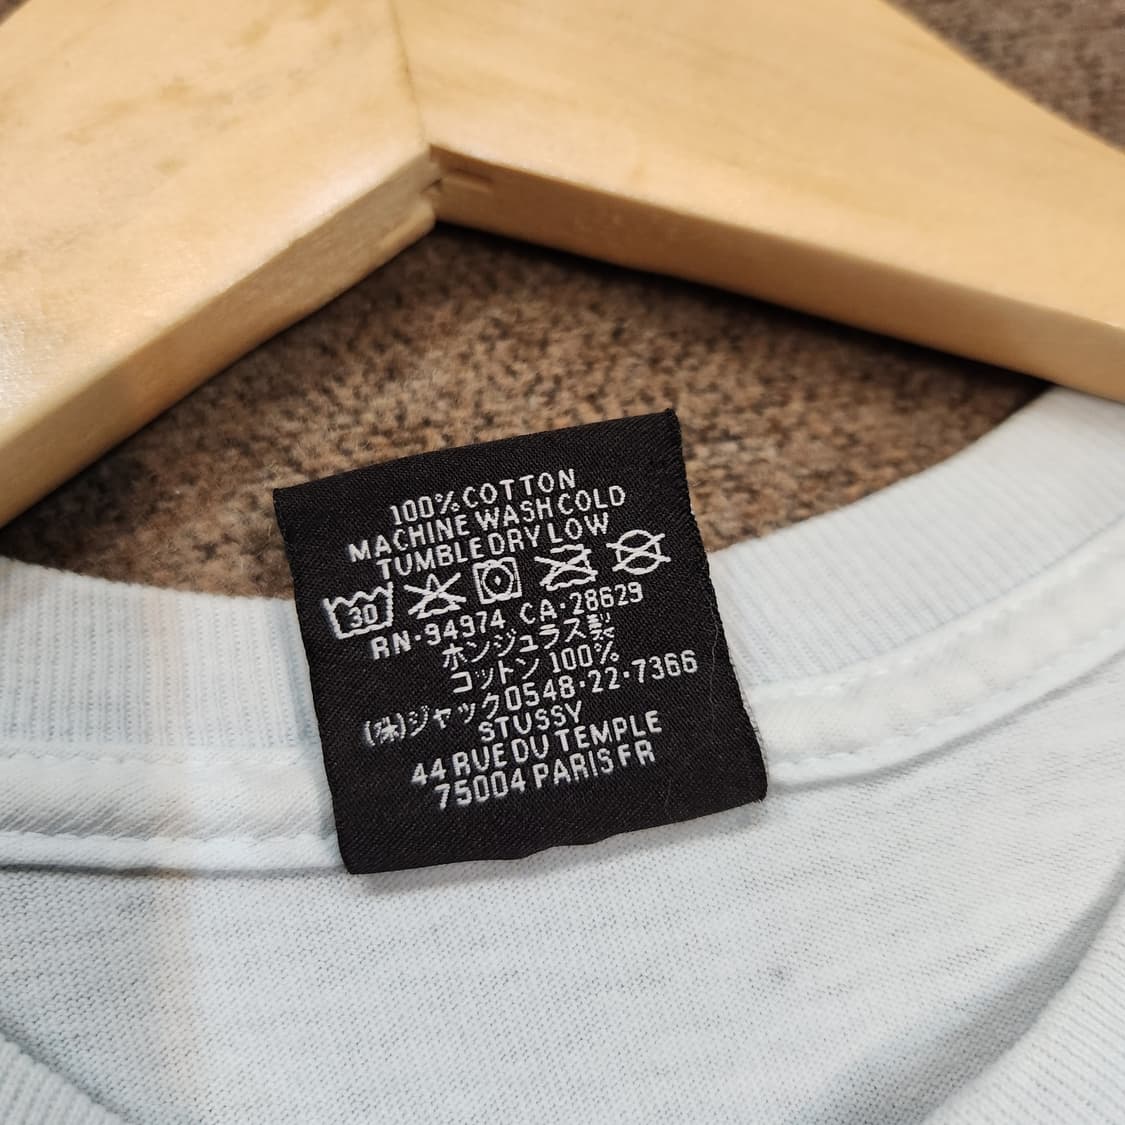 100% COTTON
MACHINE WASH COLD
TUMBLE DRY LOW
30
RN·94974 CA·28629
ホンジュラス製
コットン 100%
(株)ジャック0548·22·7366
STUSSY
44 RUE DU TEMPLE
75004 PARIS FR